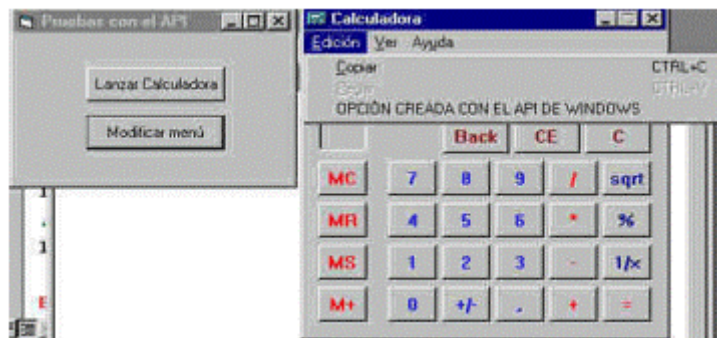 Pruebas con el API
Lanzar Calculadora
Modificar menú
Calculadora
Edición Ver Ayuda
Copiar CTRL+C
CTRL+V
OPCIÓN CREADA CON EL API DE WINDOWS
Back CE C
MC 7 8 9 / sqrt
MR 4 5 6 * %
MS 1 2 3 - 1/x
M+ 0 +/- . + =
1
1
E